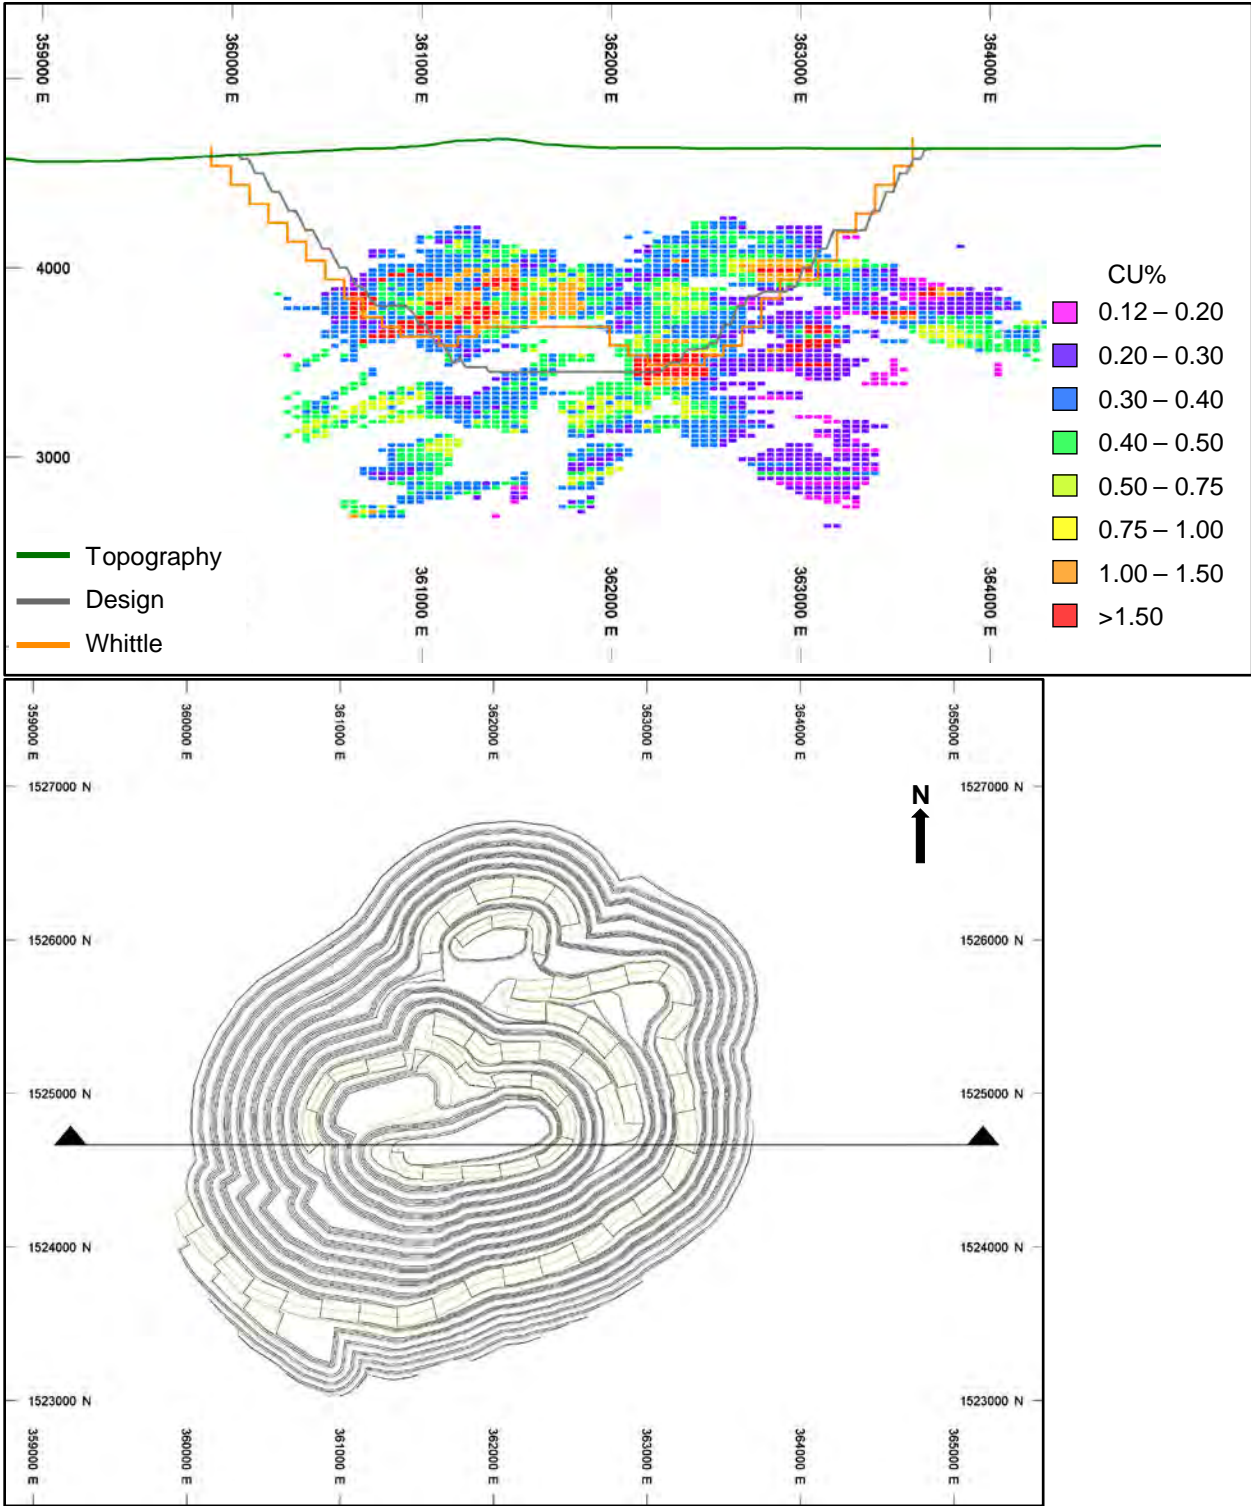 359000 E
360000 E
361000 E
362000 E
363000 E
364000 E
4000
3000
CU%
0.12 – 0.20
0.20 – 0.30
0.30 – 0.40
0.40 – 0.50
0.50 – 0.75
0.75 – 1.00
1.00 – 1.50
>1.50
Topography
Design
Whittle
361000 E
362000 E
363000 E
364000 E
359000 E
360000 E
361000 E
362000 E
363000 E
364000 E
365000 E
1527000 N
1527000 N
N
1526000 N
1526000 N
1525000 N
1525000 N
1524000 N
1524000 N
1523000 N
1523000 N
359000 E
360000 E
361000 E
362000 E
363000 E
364000 E
365000 E